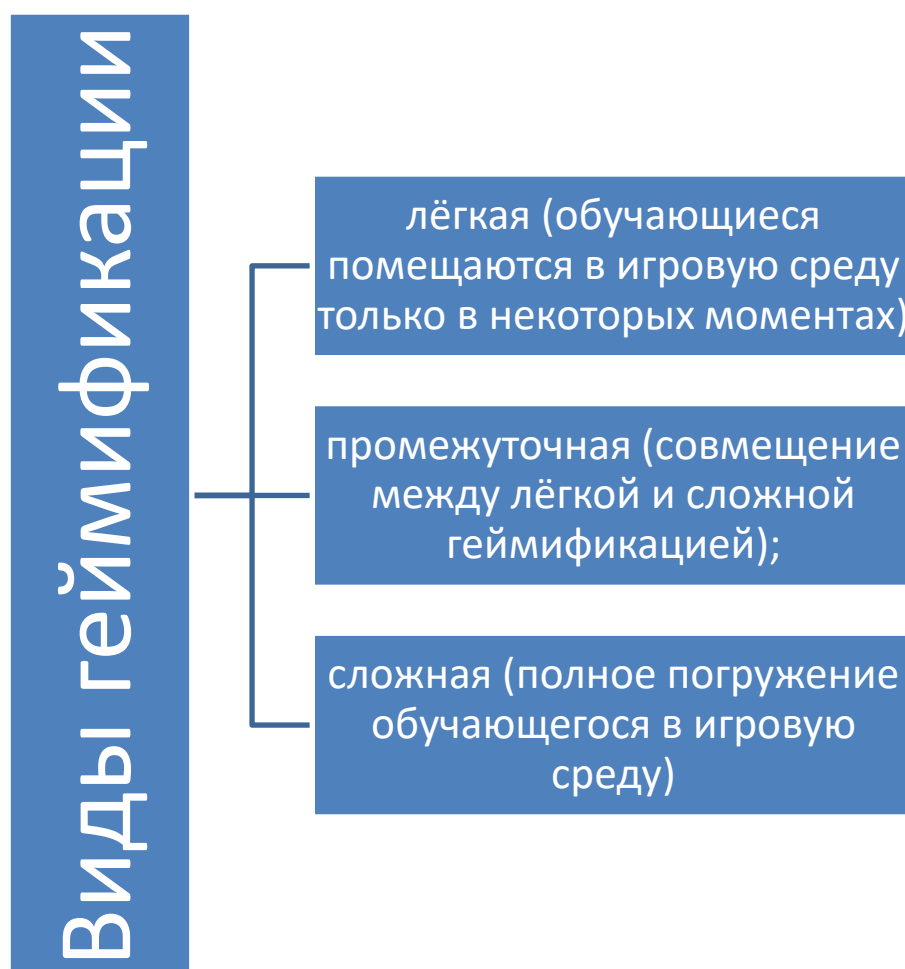 Виды геймификации
лёгкая (обучающиеся
помещаются в игровую среду
только в некоторых моментах)
промежуточная (совмещение
между лёгкой и сложной
геймификацией);
сложная (полное погружение
обучающегося в игровую
среду)